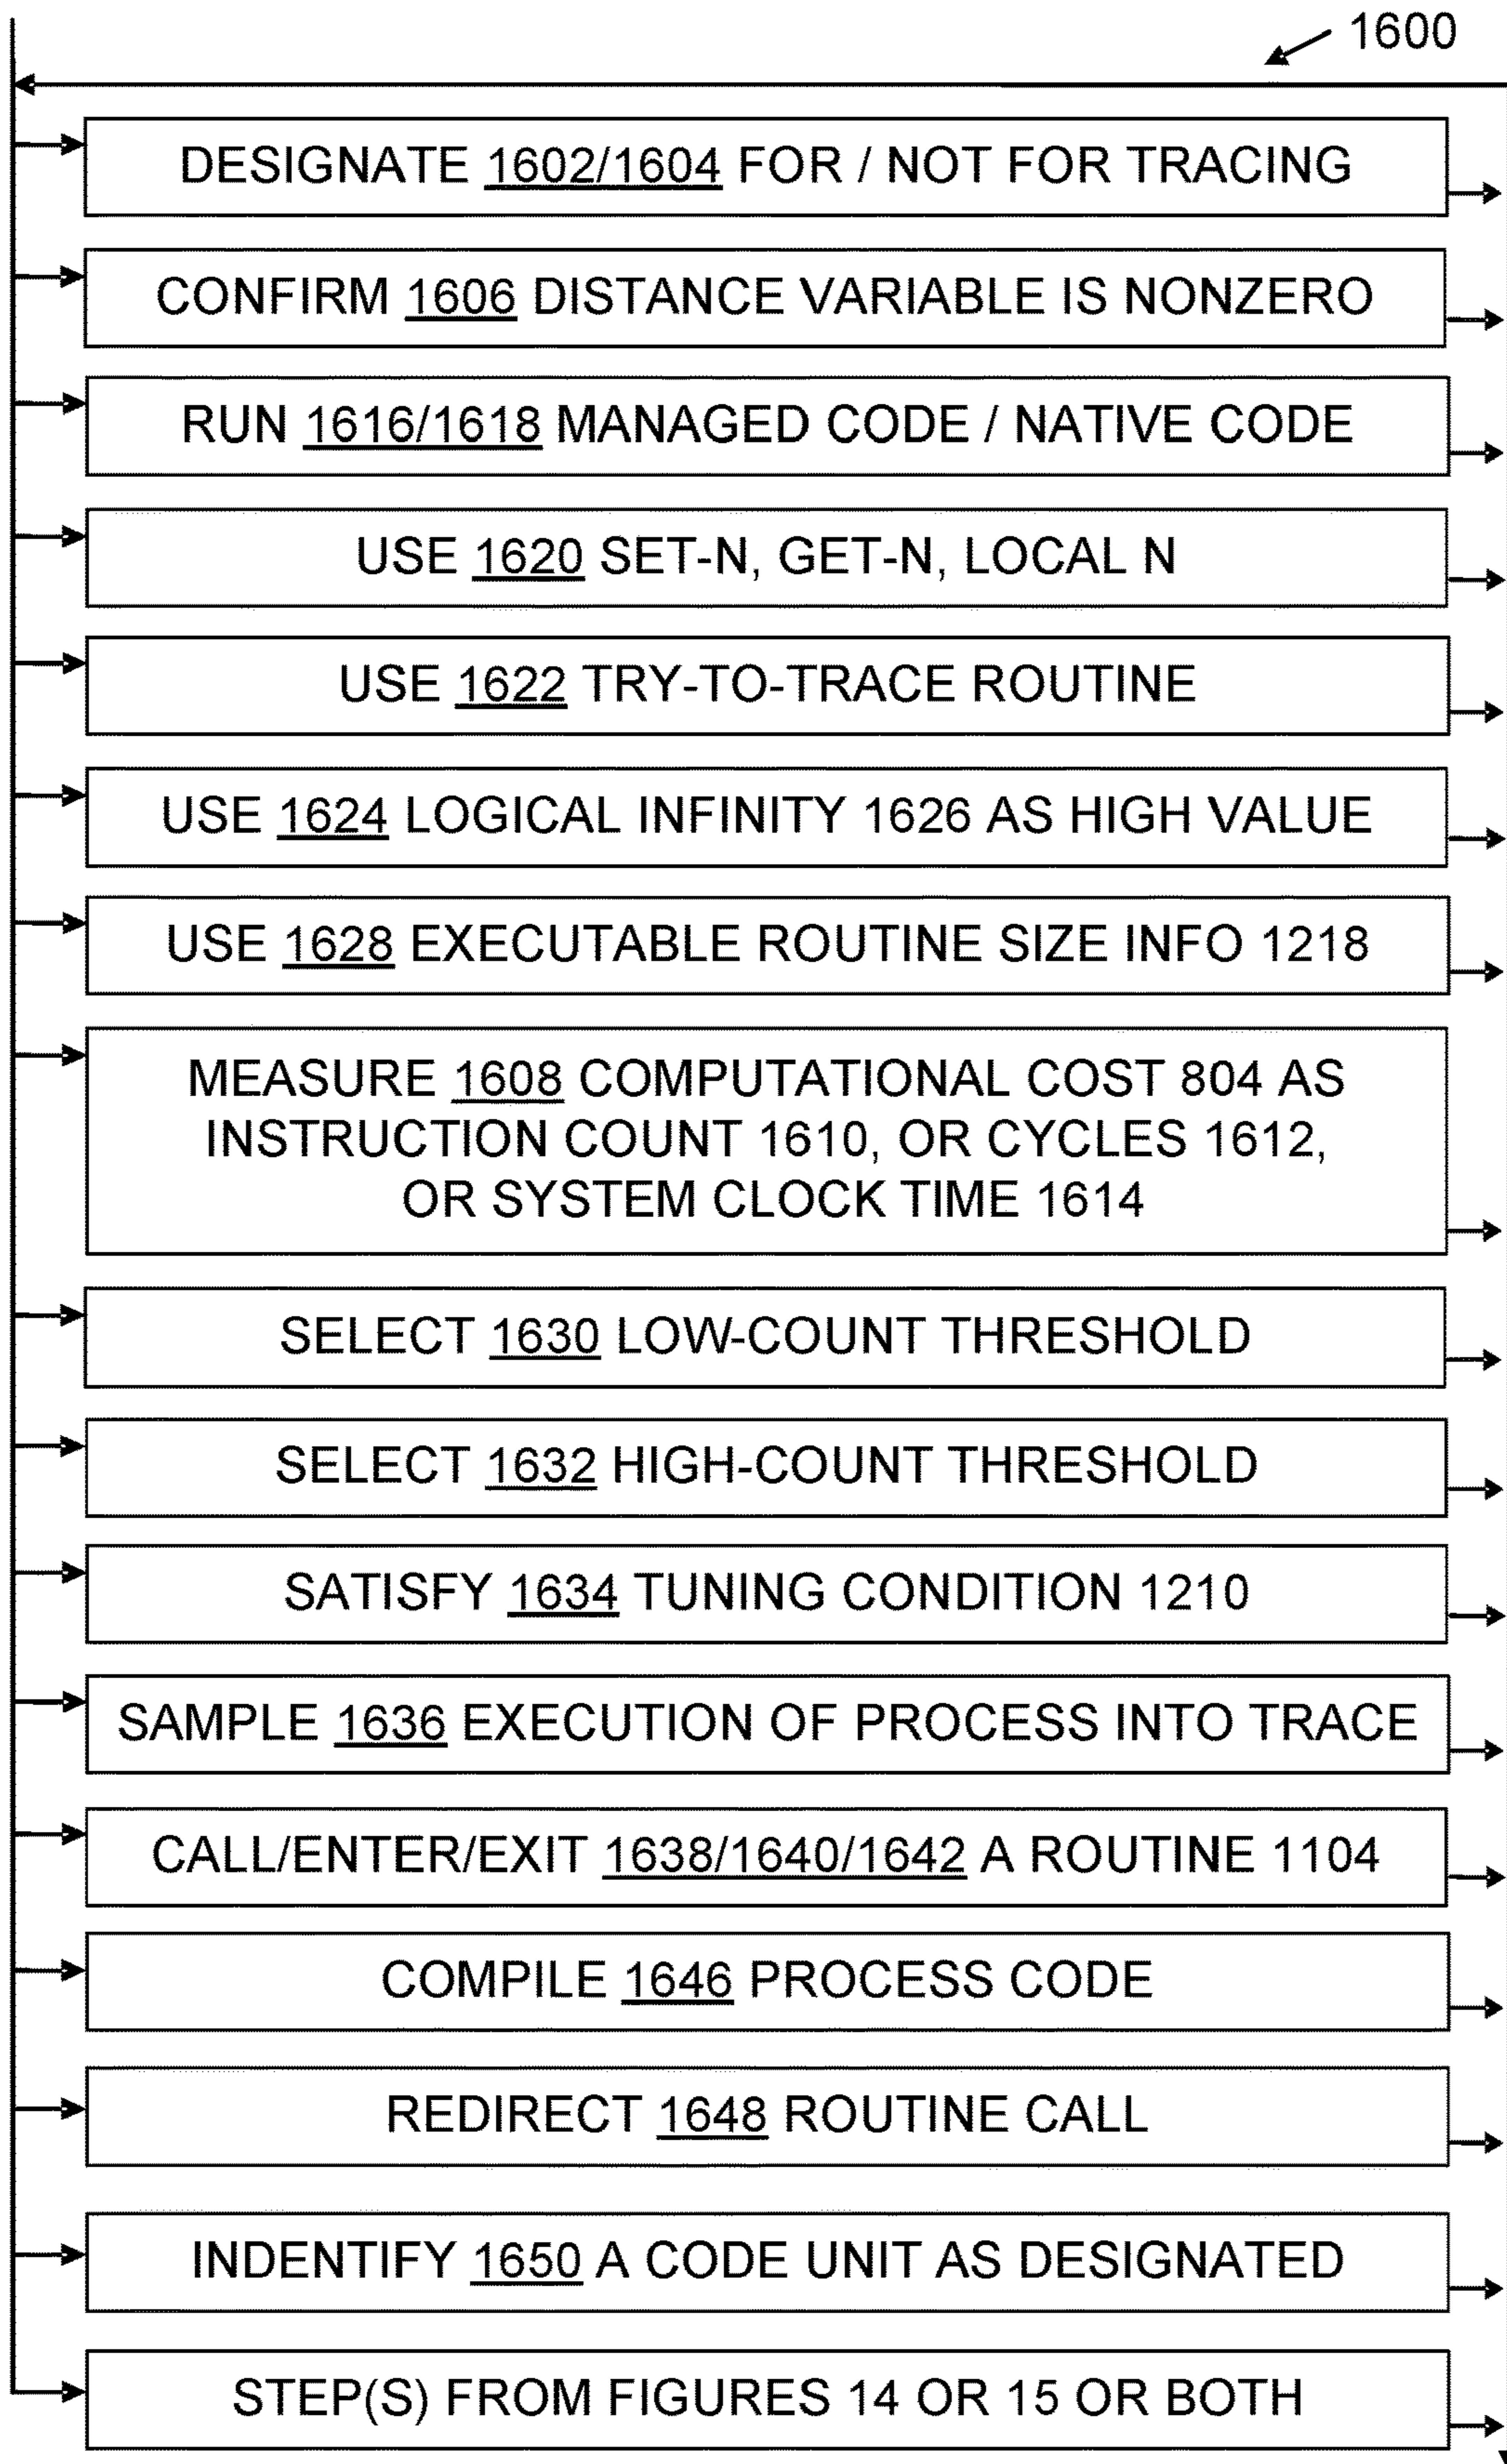 1600
DESIGNATE 1602/1604 FOR / NOT FOR TRACING
CONFIRM 1606 DISTANCE VARIABLE IS NONZERO
RUN 1616/1618 MANAGED CODE / NATIVE CODE
USE 1620 SET-N, GET-N, LOCAL N
USE 1622 TRY-TO-TRACE ROUTINE
USE 1624 LOGICAL INFINITY 1626 AS HIGH VALUE
USE 1628 EXECUTABLE ROUTINE SIZE INFO 1218
MEASURE 1608 COMPUTATIONAL COST 804 AS
INSTRUCTION COUNT 1610, OR CYCLES 1612,
OR SYSTEM CLOCK TIME 1614
SELECT 1630 LOW-COUNT THRESHOLD
SELECT 1632 HIGH-COUNT THRESHOLD
SATISFY 1634 TUNING CONDITION 1210
SAMPLE 1636 EXECUTION OF PROCESS INTO TRACE
CALL/ENTER/EXIT 1638/1640/1642 A ROUTINE 1104
COMPILE 1646 PROCESS CODE
REDIRECT 1648 ROUTINE CALL
INDENTIFY 1650 A CODE UNIT AS DESIGNATED
STEP(S) FROM FIGURES 14 OR 15 OR BOTH